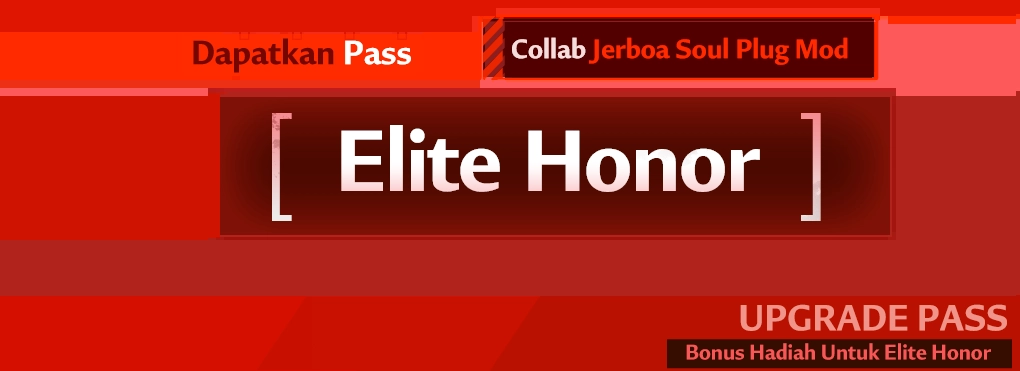 Dapatkan Pass
Collab Jerboa Soul Plug Mod
[ Elite Honor ]
UPGRADE PASS
Bonus Hadiah Untuk Elite Honor